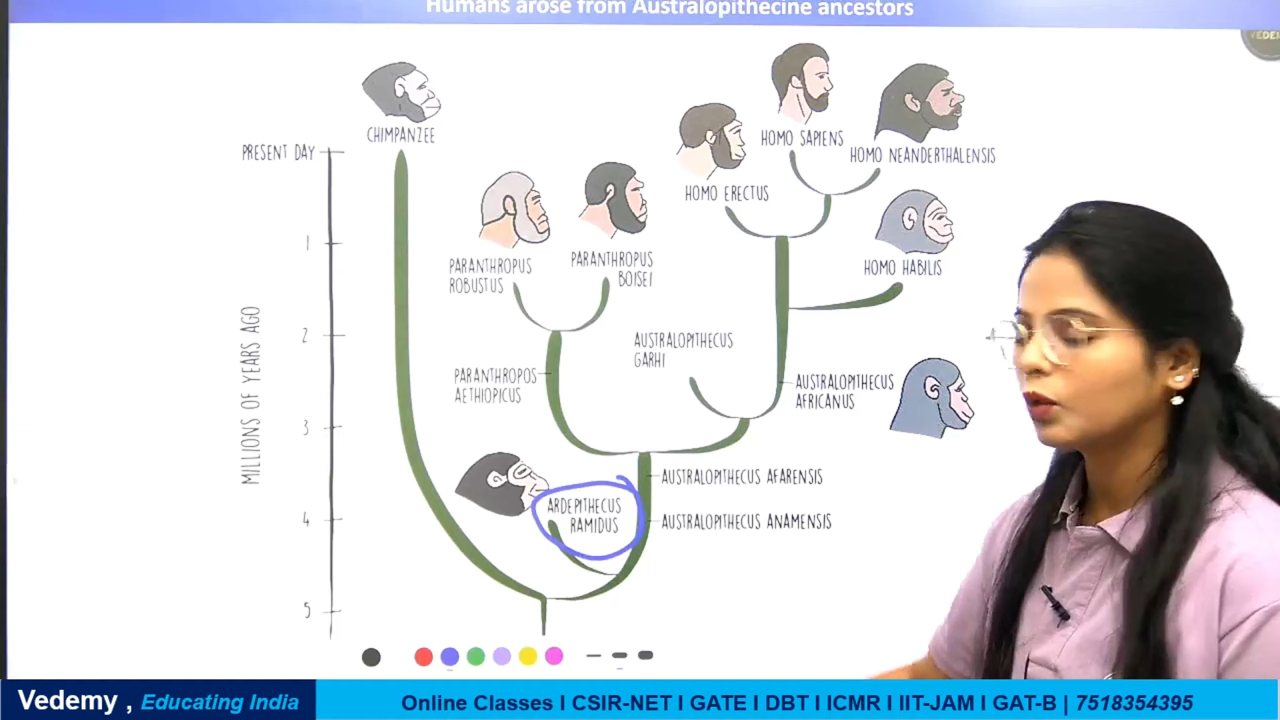 Humans arose from Australopithecine ancestors
CHIMPANZEE
HOMO SAPIENS
HOMO NEANDERTHALENSIS
PRESENT DAY
HOMO ERECTUS
1
PARANTHROPUS
ROBUSTUS
PARANTHROPUS
BOISEI
HOMO HABILIS
MILLIONS OF YEARS AGO
2
AUSTRALOPITHECUS
GARHI
PARANTHROPOS
AETHIOPICUS
AUSTRALOPITHECUS
AFRICANUS
3
AUSTRALOPITHECUS AFARENSIS
ARDEPITHECUS
RAMIDUS
4
AUSTRALOPITHECUS ANAMENSIS
5
Vedemy , Educating India
Online Classes I CSIR-NET I GATE I DBT I ICMR I IIT-JAM I GAT-B | 7518354395